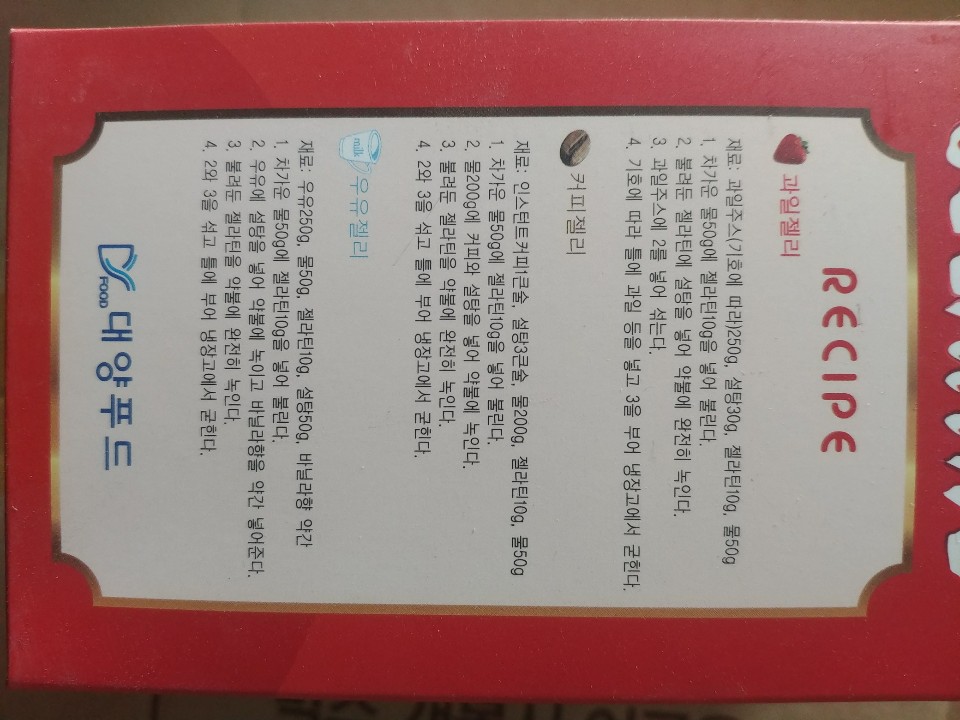 RECIPE
과일젤리
재료: 과일주스(기호에 따라)250g, 설탕30g, 젤라틴10g, 물50g
1. 차가운 물50g에 젤라틴10g을 넣어 불린다.
2. 불려둔 젤라틴에 설탕을 넣어 약불에 완전히 녹인다.
3. 과일주스에 2를 넣어 섞는다.
4. 기호에 따라 틀에 과일 등을 넣고 3을 부어 냉장고에서 굳힌다.
커피젤리
재료: 인스턴트커피1큰술, 설탕3큰술, 물200g, 젤라틴10g, 물50g
1. 차가운 물50g에 젤라틴10g을 넣어 불린다.
2. 물200g에 커피와 설탕을 넣어 약불에 녹인다.
3. 불려둔 젤라틴을 약불에 완전히 녹인다.
4. 2와 3을 섞고 틀에 부어 냉장고에서 굳힌다.
milk
우유젤리
재료: 우유250g, 물50g, 젤라틴10g, 설탕50g, 바닐라향 약간
1. 차가운 물50g에 젤라틴10g을 넣어 불린다.
2. 우유에 설탕을 넣어 약불에 녹이고 바닐라향을 약간 넣어준다.
3. 불려둔 젤라틴을 약불에 완전히 녹인다.
4. 2와 3을 섞고 틀에 부어 냉장고에서 굳힌다.
FOOD 대양푸드